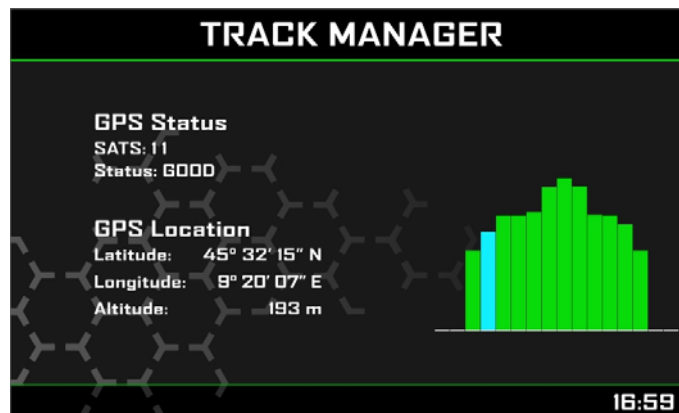 TRACK MANAGER
GPS Status
SATS: 11
Status: GOOD
GPS Location
Latitude: 45° 32' 15" N
Longitude: 9° 20' 07" E
Altitude: 193 m
16:59